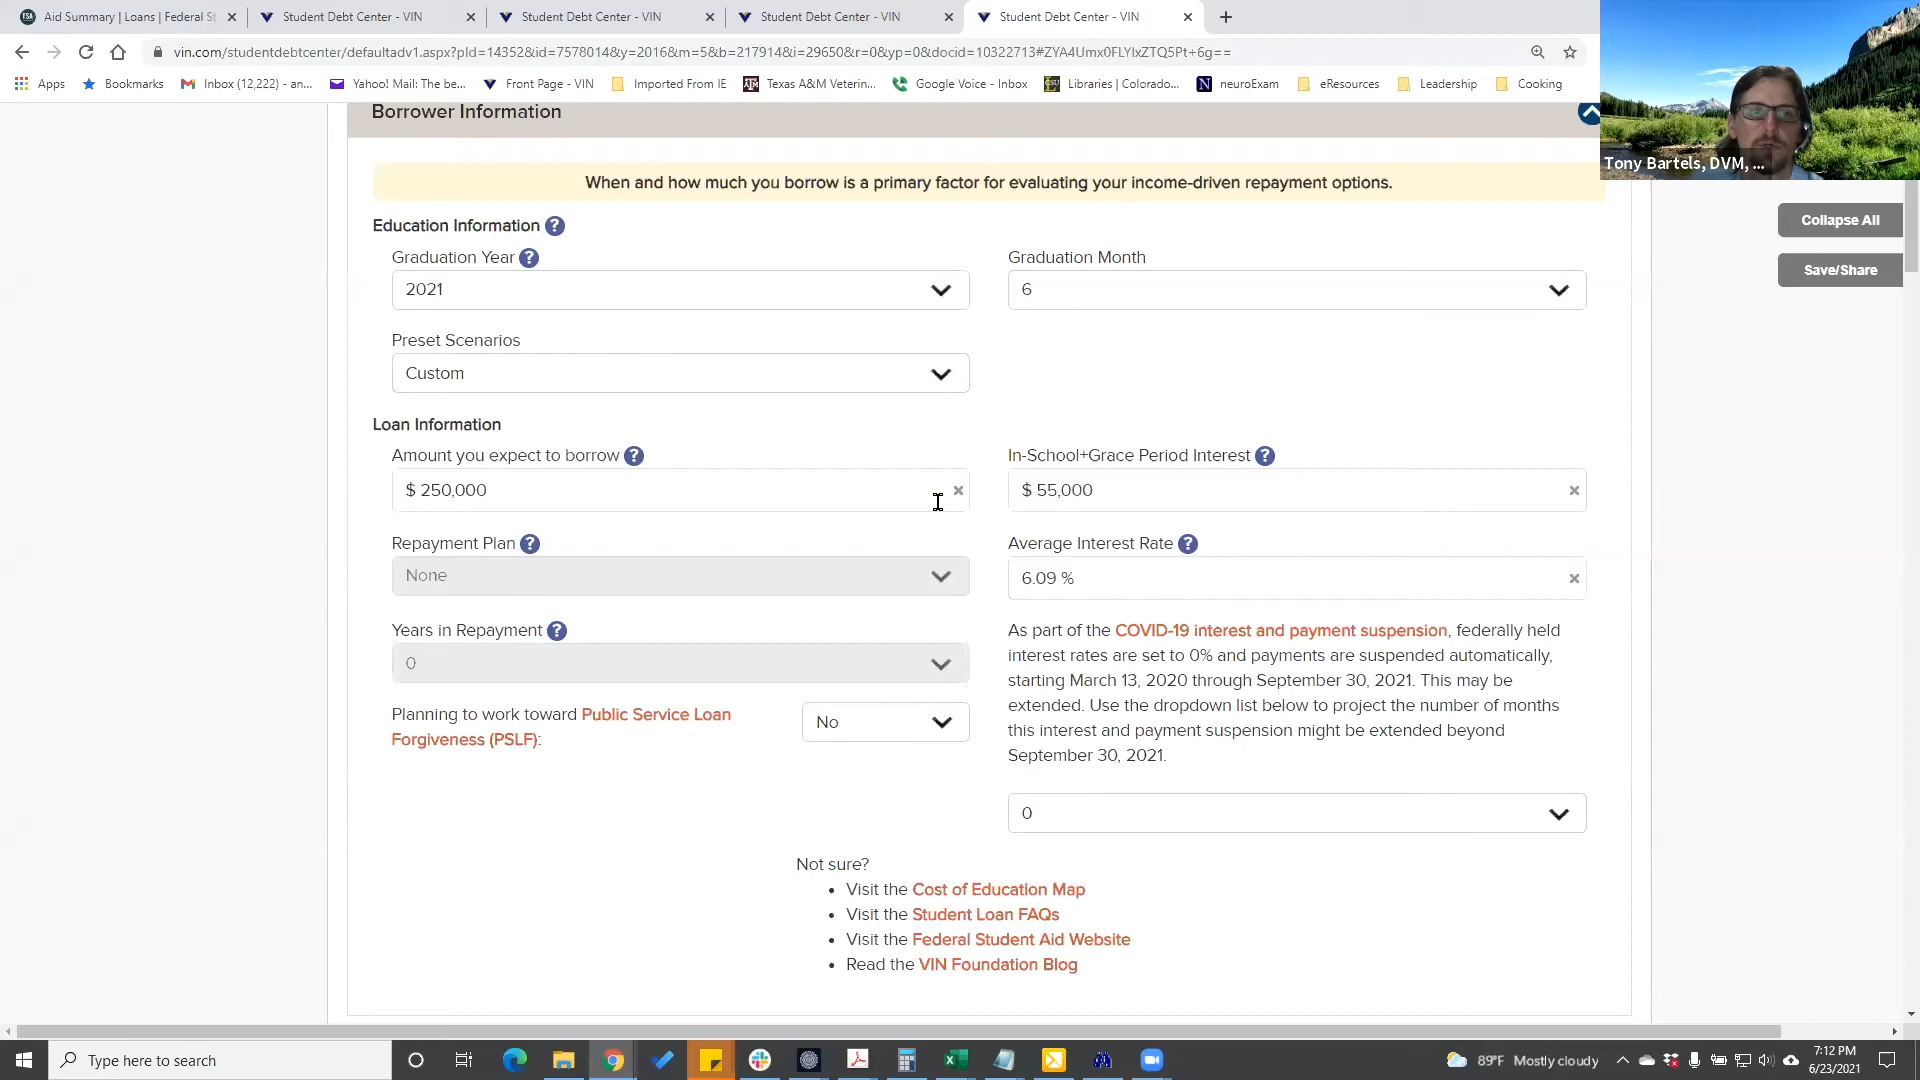 Aid Summary | Loans | Federal St
Student Debt Center - VIN
Student Debt Center - VIN
Student Debt Center - VIN
Student Debt Center - VIN
vin.com/studentdebtcenter/defaultadv1.aspx?pId=14352&id=7578014&y=2016&m=5&b=217914&i=29650&r=0&yp=0&docid=10322713#ZYA4Umx0FLYIxZTQ5Pt+6g==
Apps
Bookmarks
Inbox (12,222) - an...
Yahoo! Mail: The be...
Front Page - VIN
Imported From IE
Texas A&M Veterin...
Google Voice - Inbox
Libraries | Colorado...
neuroExam
eResources
Leadership
Cooking
Tony Bartels, DVM, ...
Borrower Information
When and how much you borrow is a primary factor for evaluating your income-driven repayment options.
Collapse All
Save/Share
Education Information ?
Graduation Year ?
2021
Graduation Month
6
Preset Scenarios
Custom
Loan Information
Amount you expect to borrow ?
$ 250,000
In-School+Grace Period Interest ?
$ 55,000
Repayment Plan ?
None
Average Interest Rate ?
6.09 %
Years in Repayment ?
0
Planning to work toward Public Service Loan
Forgiveness (PSLF):
No
As part of the COVID-19 interest and payment suspension, federally held
interest rates are set to 0% and payments are suspended automatically,
starting March 13, 2020 through September 30, 2021. This may be
extended. Use the dropdown list below to project the number of months
this interest and payment suspension might be extended beyond
September 30, 2021.
0
Not sure?
• Visit the Cost of Education Map
• Visit the Student Loan FAQs
• Visit the Federal Student Aid Website
• Read the VIN Foundation Blog
Type here to search
89°F Mostly cloudy
7:12 PM
6/23/2021